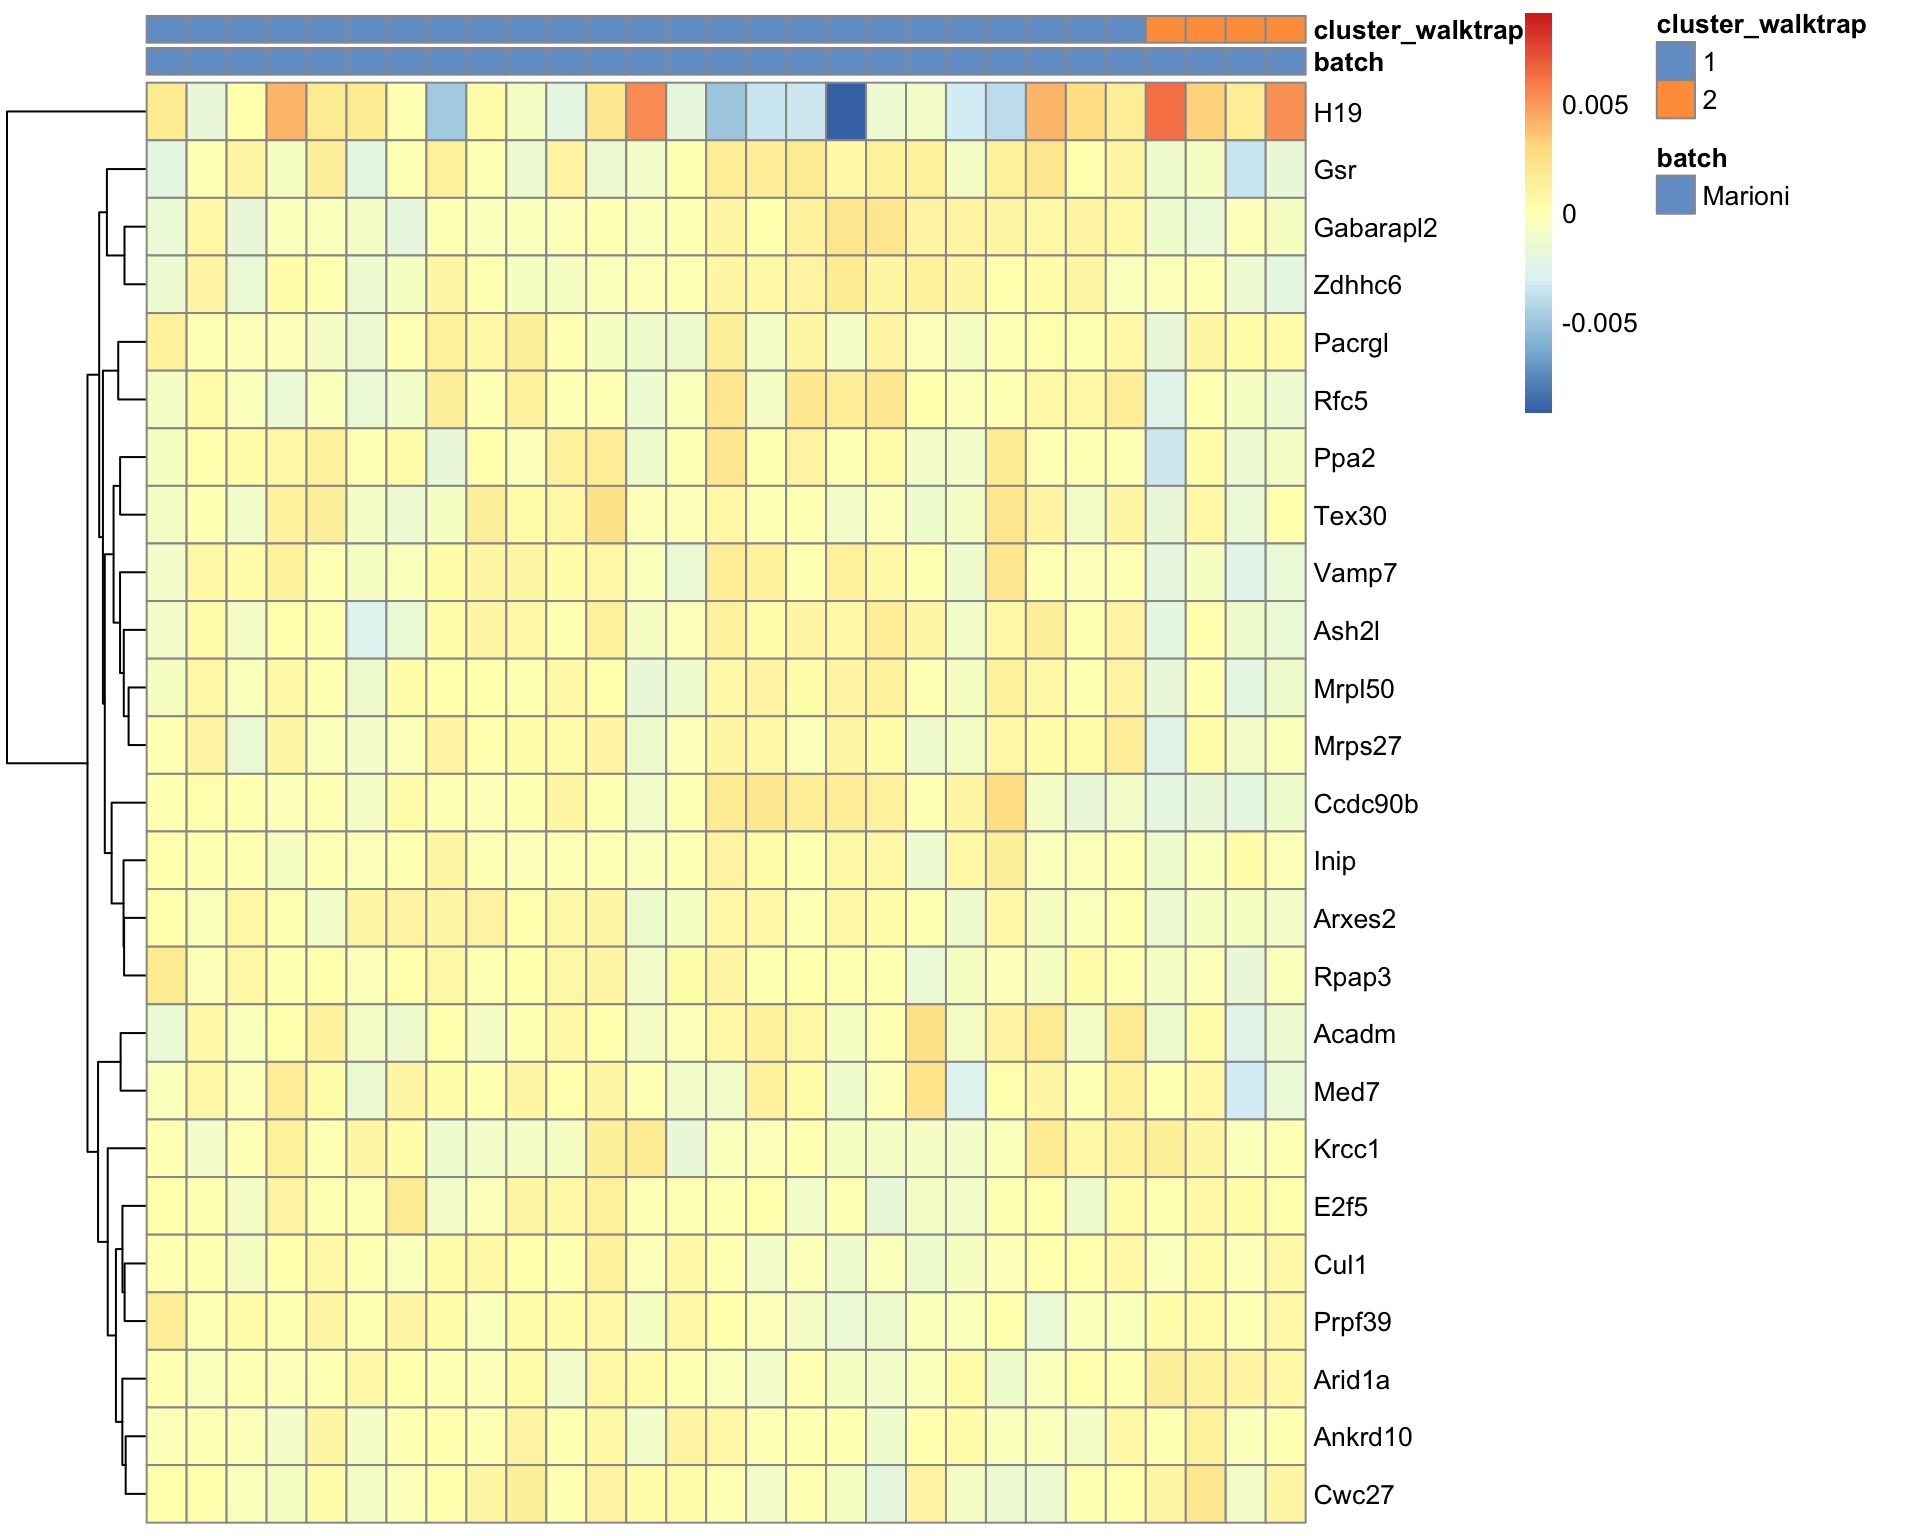 cluster_walktrap
batch
H19
Gsr
Gabarapl2
Zdhhc6
Pacrgl
Rfc5
Ppa2
Tex30
Vamp7
Ash2l
Mrpl50
Mrps27
Ccdc90b
Inip
Arxes2
Rpap3
Acadm
Med7
Krcc1
E2f5
Cul1
Prpf39
Arid1a
Ankrd10
Cwc27
0.005
0
-0.005
cluster_walktrap
1
2
batch
Marioni